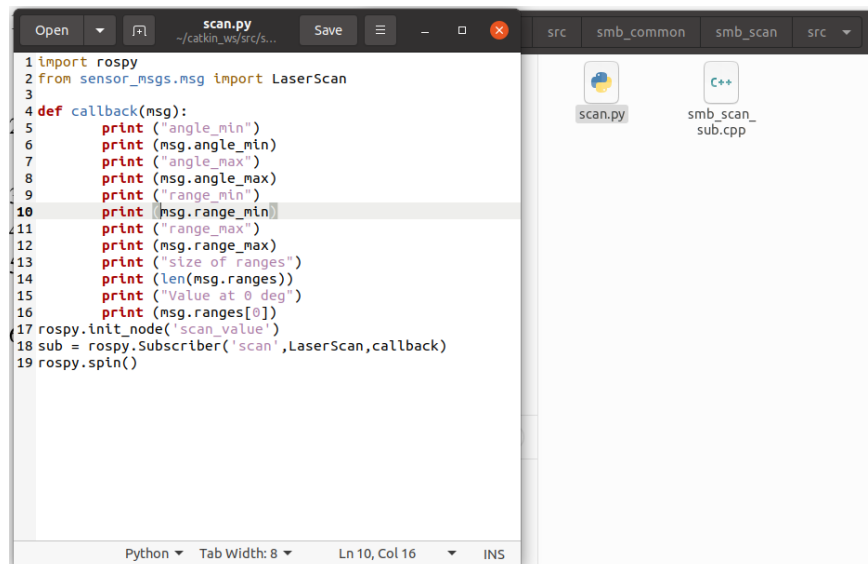 Open
scan.py
~/catkin_ws/src/s...
Save
src
smb_common
smb_scan
src
1 import rospy
2 from sensor_msgs.msg import LaserScan
3
4 def callback(msg):
5 print ("angle_min")
6 print (msg.angle_min)
7 print ("angle_max")
8 print (msg.angle_max)
9 print ("range_min")
10 print (msg.range_min)
11 print ("range_max")
12 print (msg.range_max)
13 print ("size of ranges")
14 print (len(msg.ranges))
15 print ("Value at 0 deg")
16 print (msg.ranges[0])
17 rospy.init_node('scan_value')
18 sub = rospy.Subscriber('scan',LaserScan,callback)
19 rospy.spin()
Python Tab Width: 8 Ln 10, Col 16 INS
C++
scan.py
smb_scan_
sub.cpp